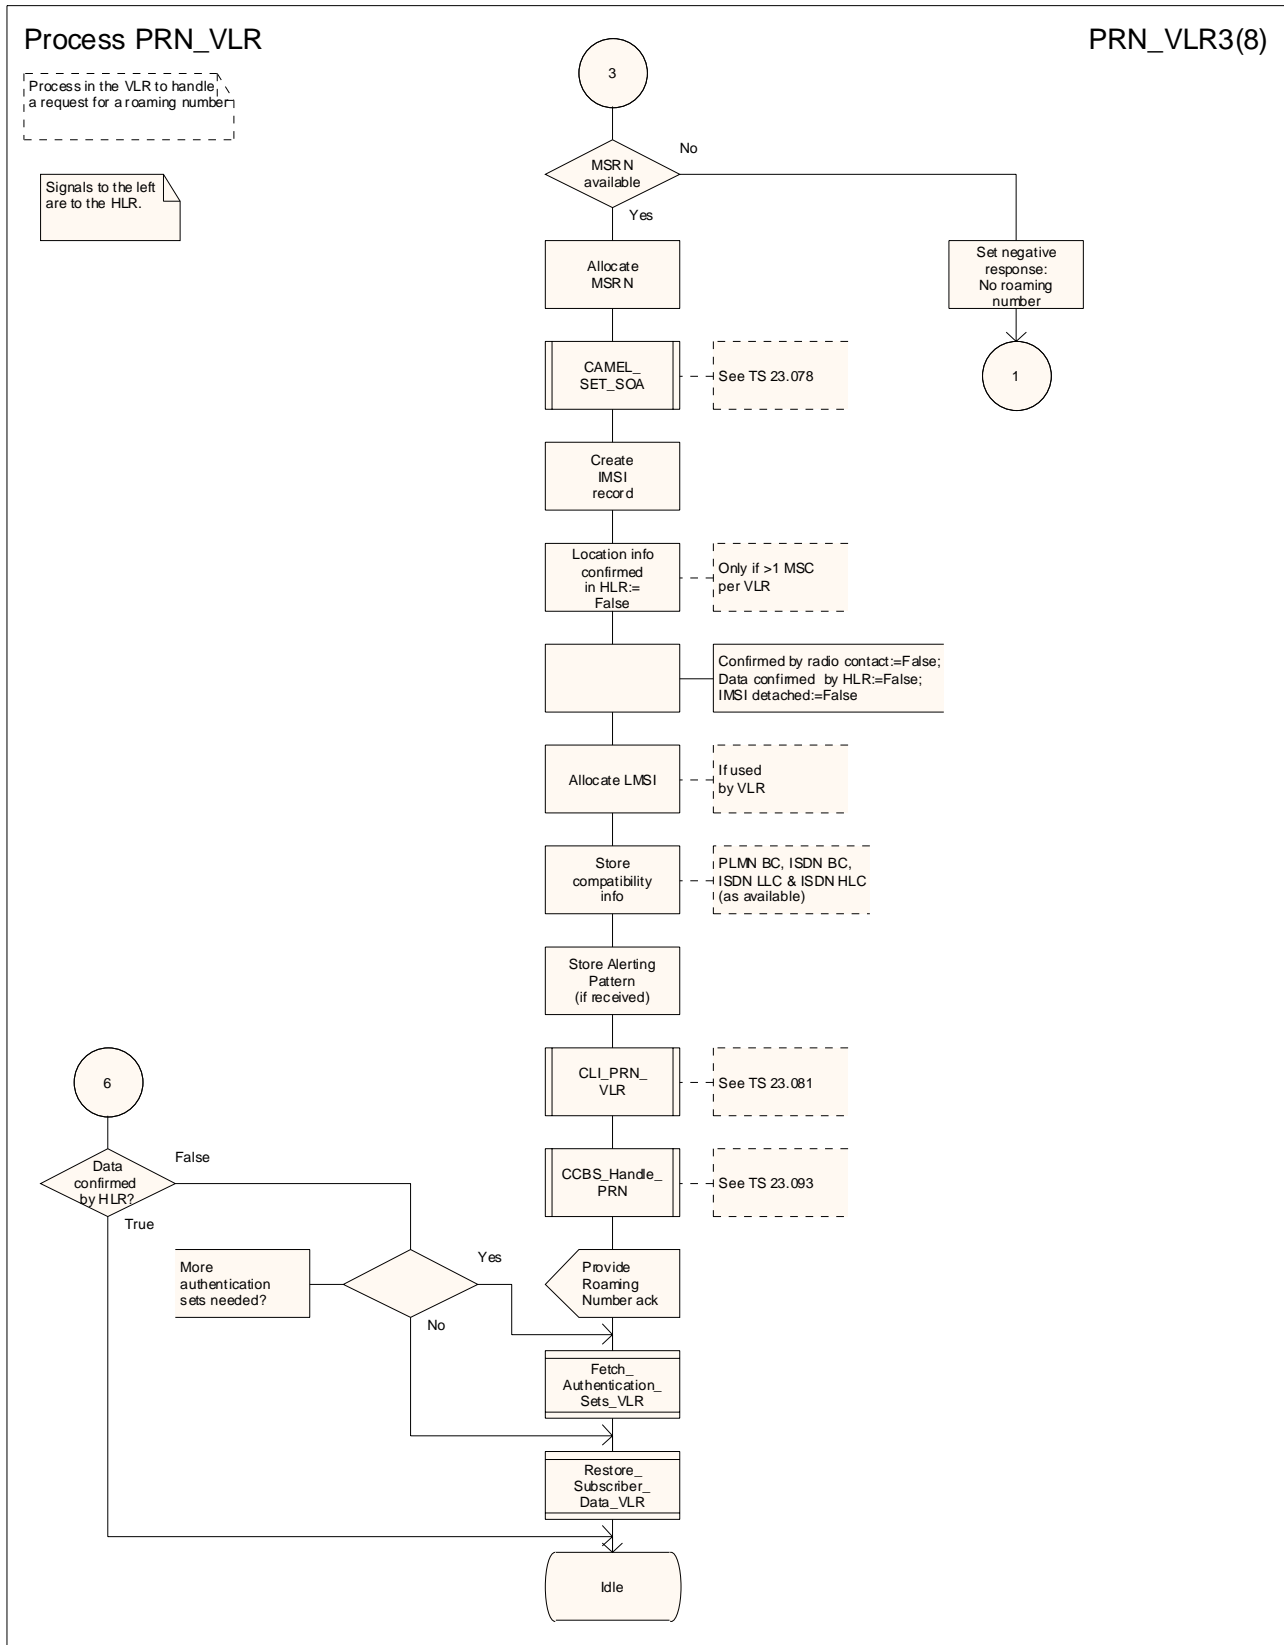 Process PRN_VLR
PRN_VLR3(8)
Process in the VLR to handle
a request for a roaming number
Signals to the left
are to the HLR.
3
MSRN
available
No
Yes
Allocate
MSRN
Set negative
response:
No roaming
number
1
CAMEL_
SET_SOA
See TS 23.078
Create
IMSI
record
Location info
confirmed
in HLR:=
False
Only if >1 MSC
per VLR
Confirmed by radio contact:=False;
Data confirmed by HLR:=False;
IMSI detached:=False
Allocate LMSI
If used
by VLR
Store
compatibility
info
PLMN BC, ISDN BC,
ISDN LLC & ISDN HLC
(as available)
Store Alerting
Pattern
(if received)
CLI_PRN_
VLR
See TS 23.081
CCBS_Handle_
PRN
See TS 23.093
6
Data
confirmed
by HLR?
False
True
More
authentication
sets needed?
Yes
No
Provide
Roaming
Number ack
Fetch_
Authentication_
Sets_VLR
Restore_
Subscriber_
Data_VLR
Idle